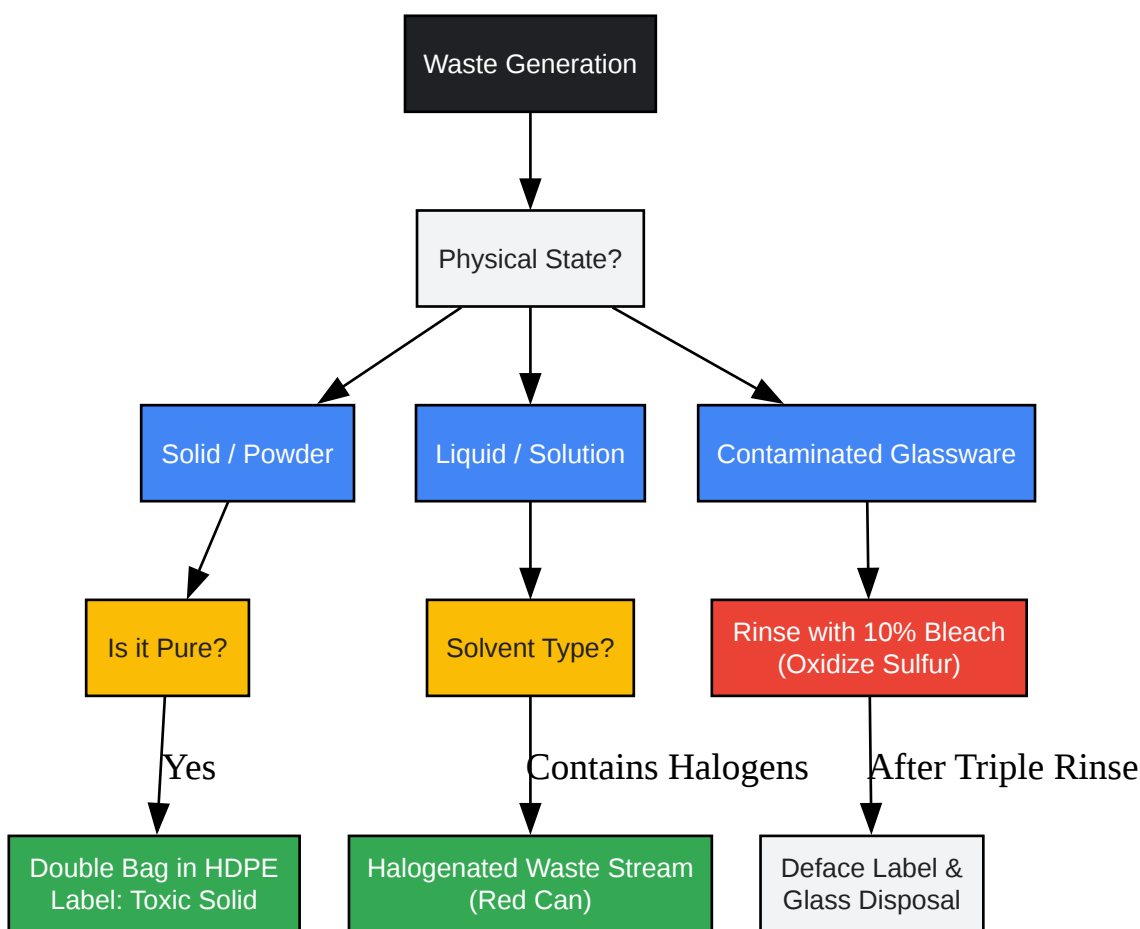 Waste Generation
Physical State?
Solid / Powder
Liquid / Solution
Contaminated Glassware
Is it Pure?
Solvent Type?
Rinse with 10% Bleach
(Oxidize Sulfur)
Yes
Contains Halogens
After Triple Rinse
Double Bag in HDPE
Label: Toxic Solid
Halogenated Waste Stream
(Red Can)
Deface Label &
Glass Disposal